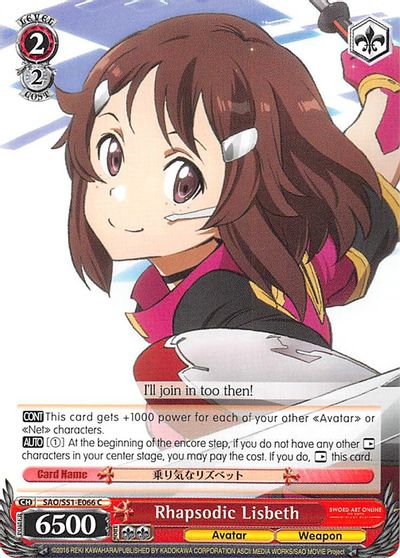 LEVEL
2
2
COST
I'll join in too then!
CONT This card gets +1000 power for each of your other «Avatar» or
«Net» characters.
AUTO [①] At the beginning of the encore step, if you do not have any other
characters in your center stage, you may pay the cost. If you do, this card.
Card Name 乗り気なリズベット
CH SAO/SS1-E066 C
POWER 6500
Rhapsodic Lisbeth
SWORD ART ONLINE
Avatar Weapon
©2016 REKI KAWAHARA/PUBLISHED BY KADOKAWA CORPORATION ASCII MEDIA WORKS/SAO MOVIE Project